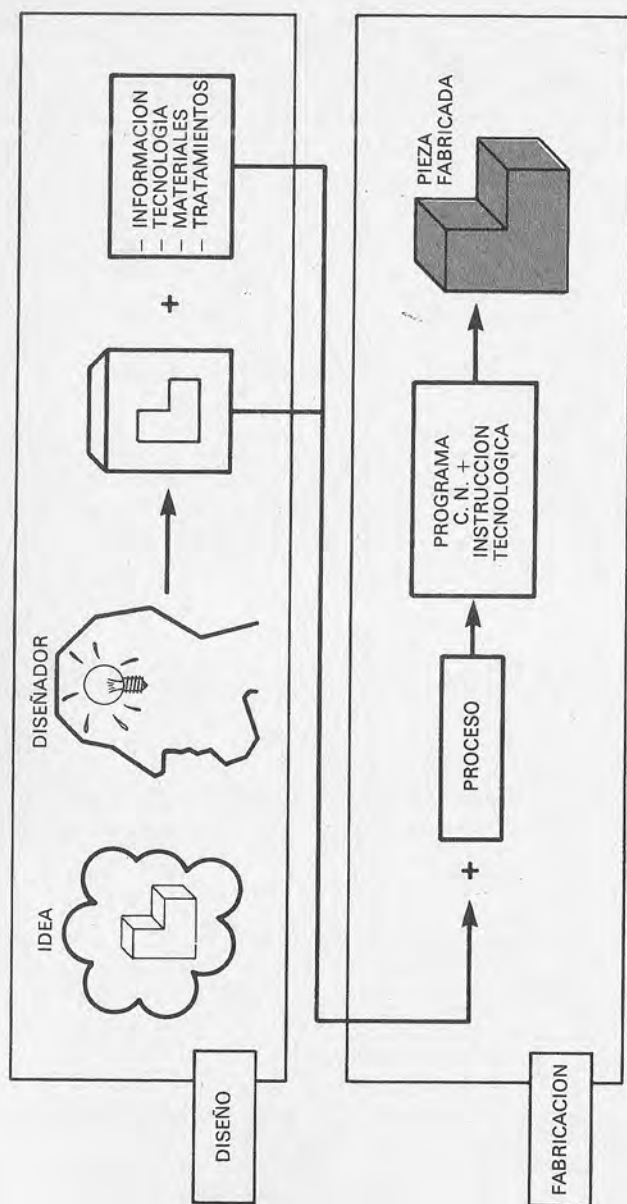 DISEÑO
IDEA
DISEÑADOR
+
– INFORMACION
– TECNOLOGIA
– MATERIALES
– TRATAMIENTOS
FABRICACION
+
PROCESO
PROGRAMA
C. N. +
INSTRUCCION
TECNOLOGICA
PIEZA
FABRICADA